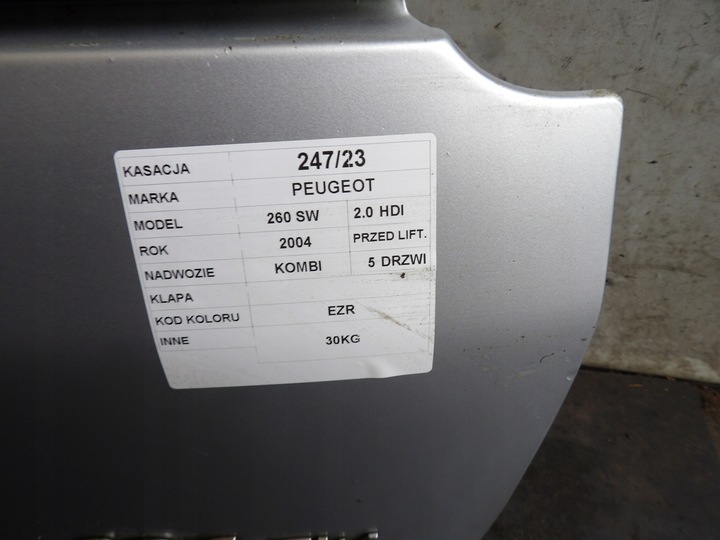 KASACJA 247/23
MARKA PEUGEOT
MODEL 260 SW 2.0 HDI
ROK 2004 PRZED LIFT.
NADWOZIE KOMBI 5 DRZWI
KLAPA
KOD KOLORU EZR
INNE 30KG